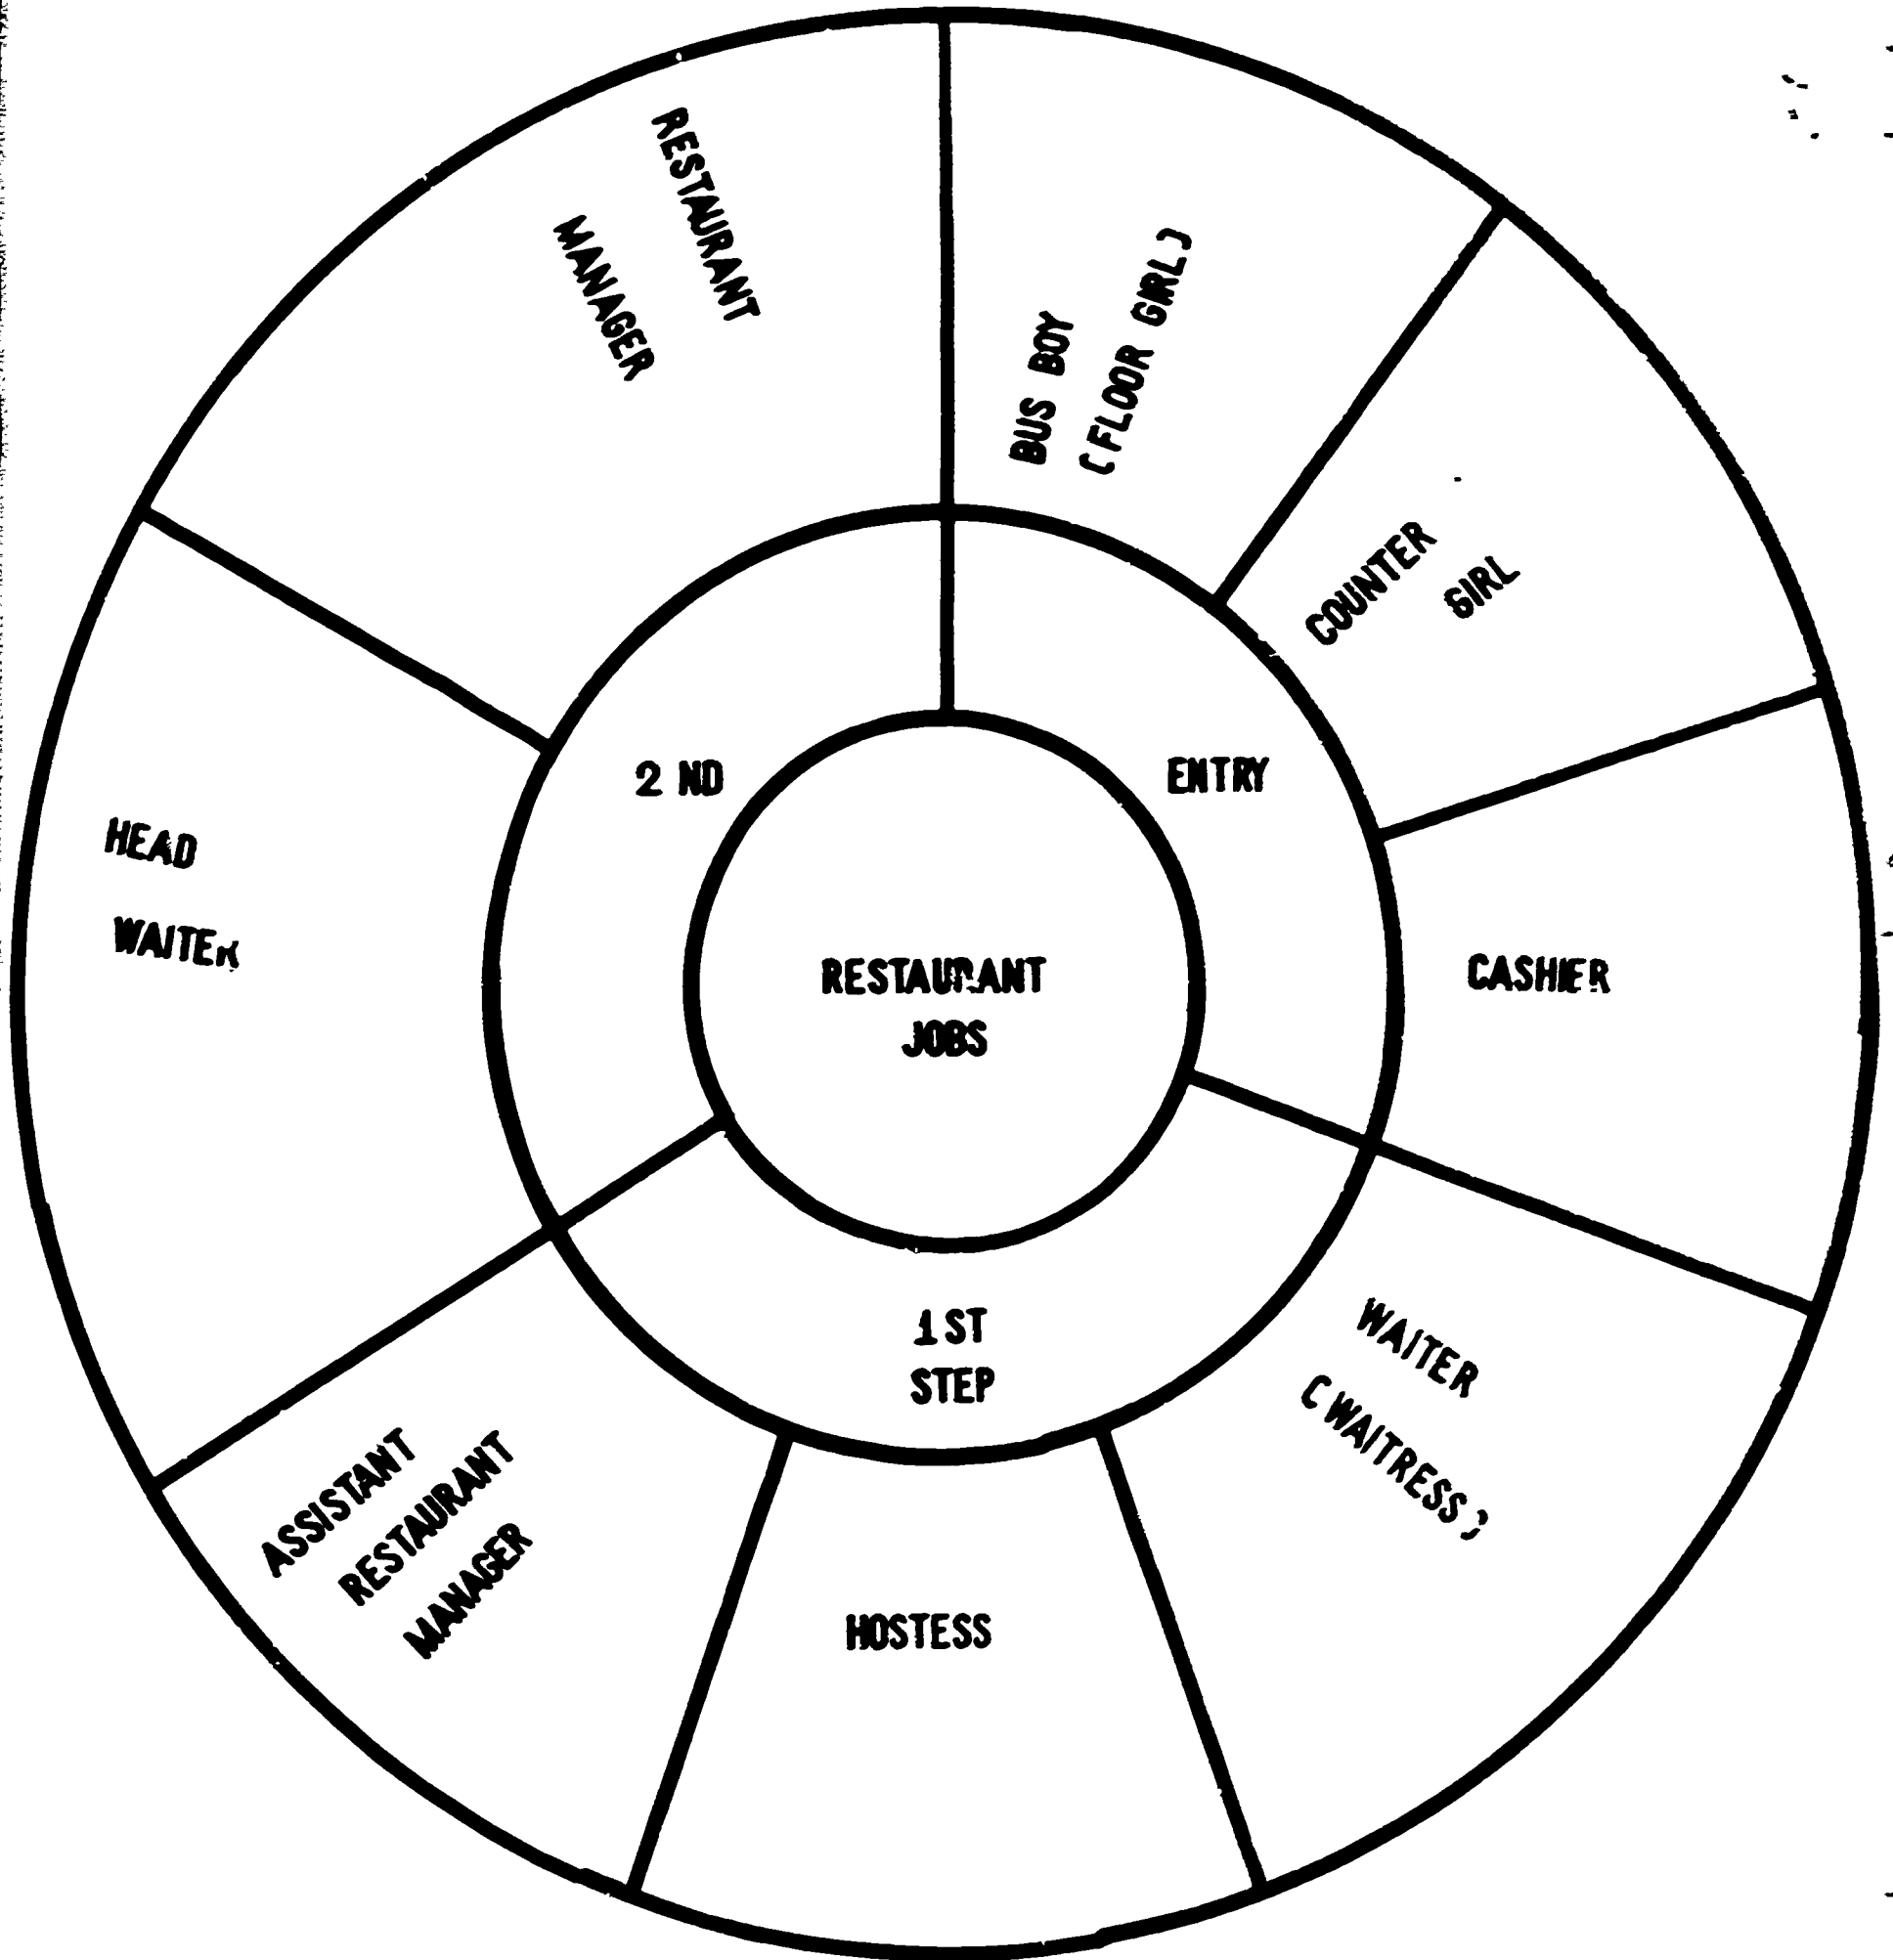 RESTAURANT
JOBS
ENTRY
1ST
STEP
2 ND
BUS BOY
(FLOOR GIRL)
COUNTER
GIRL
CASHIER
WAITER
(WAITRESS)
HOSTESS
ASSISTANT
RESTAURANT
MANAGER
HEAD
WAITER
RESTAURANT
MANAGER